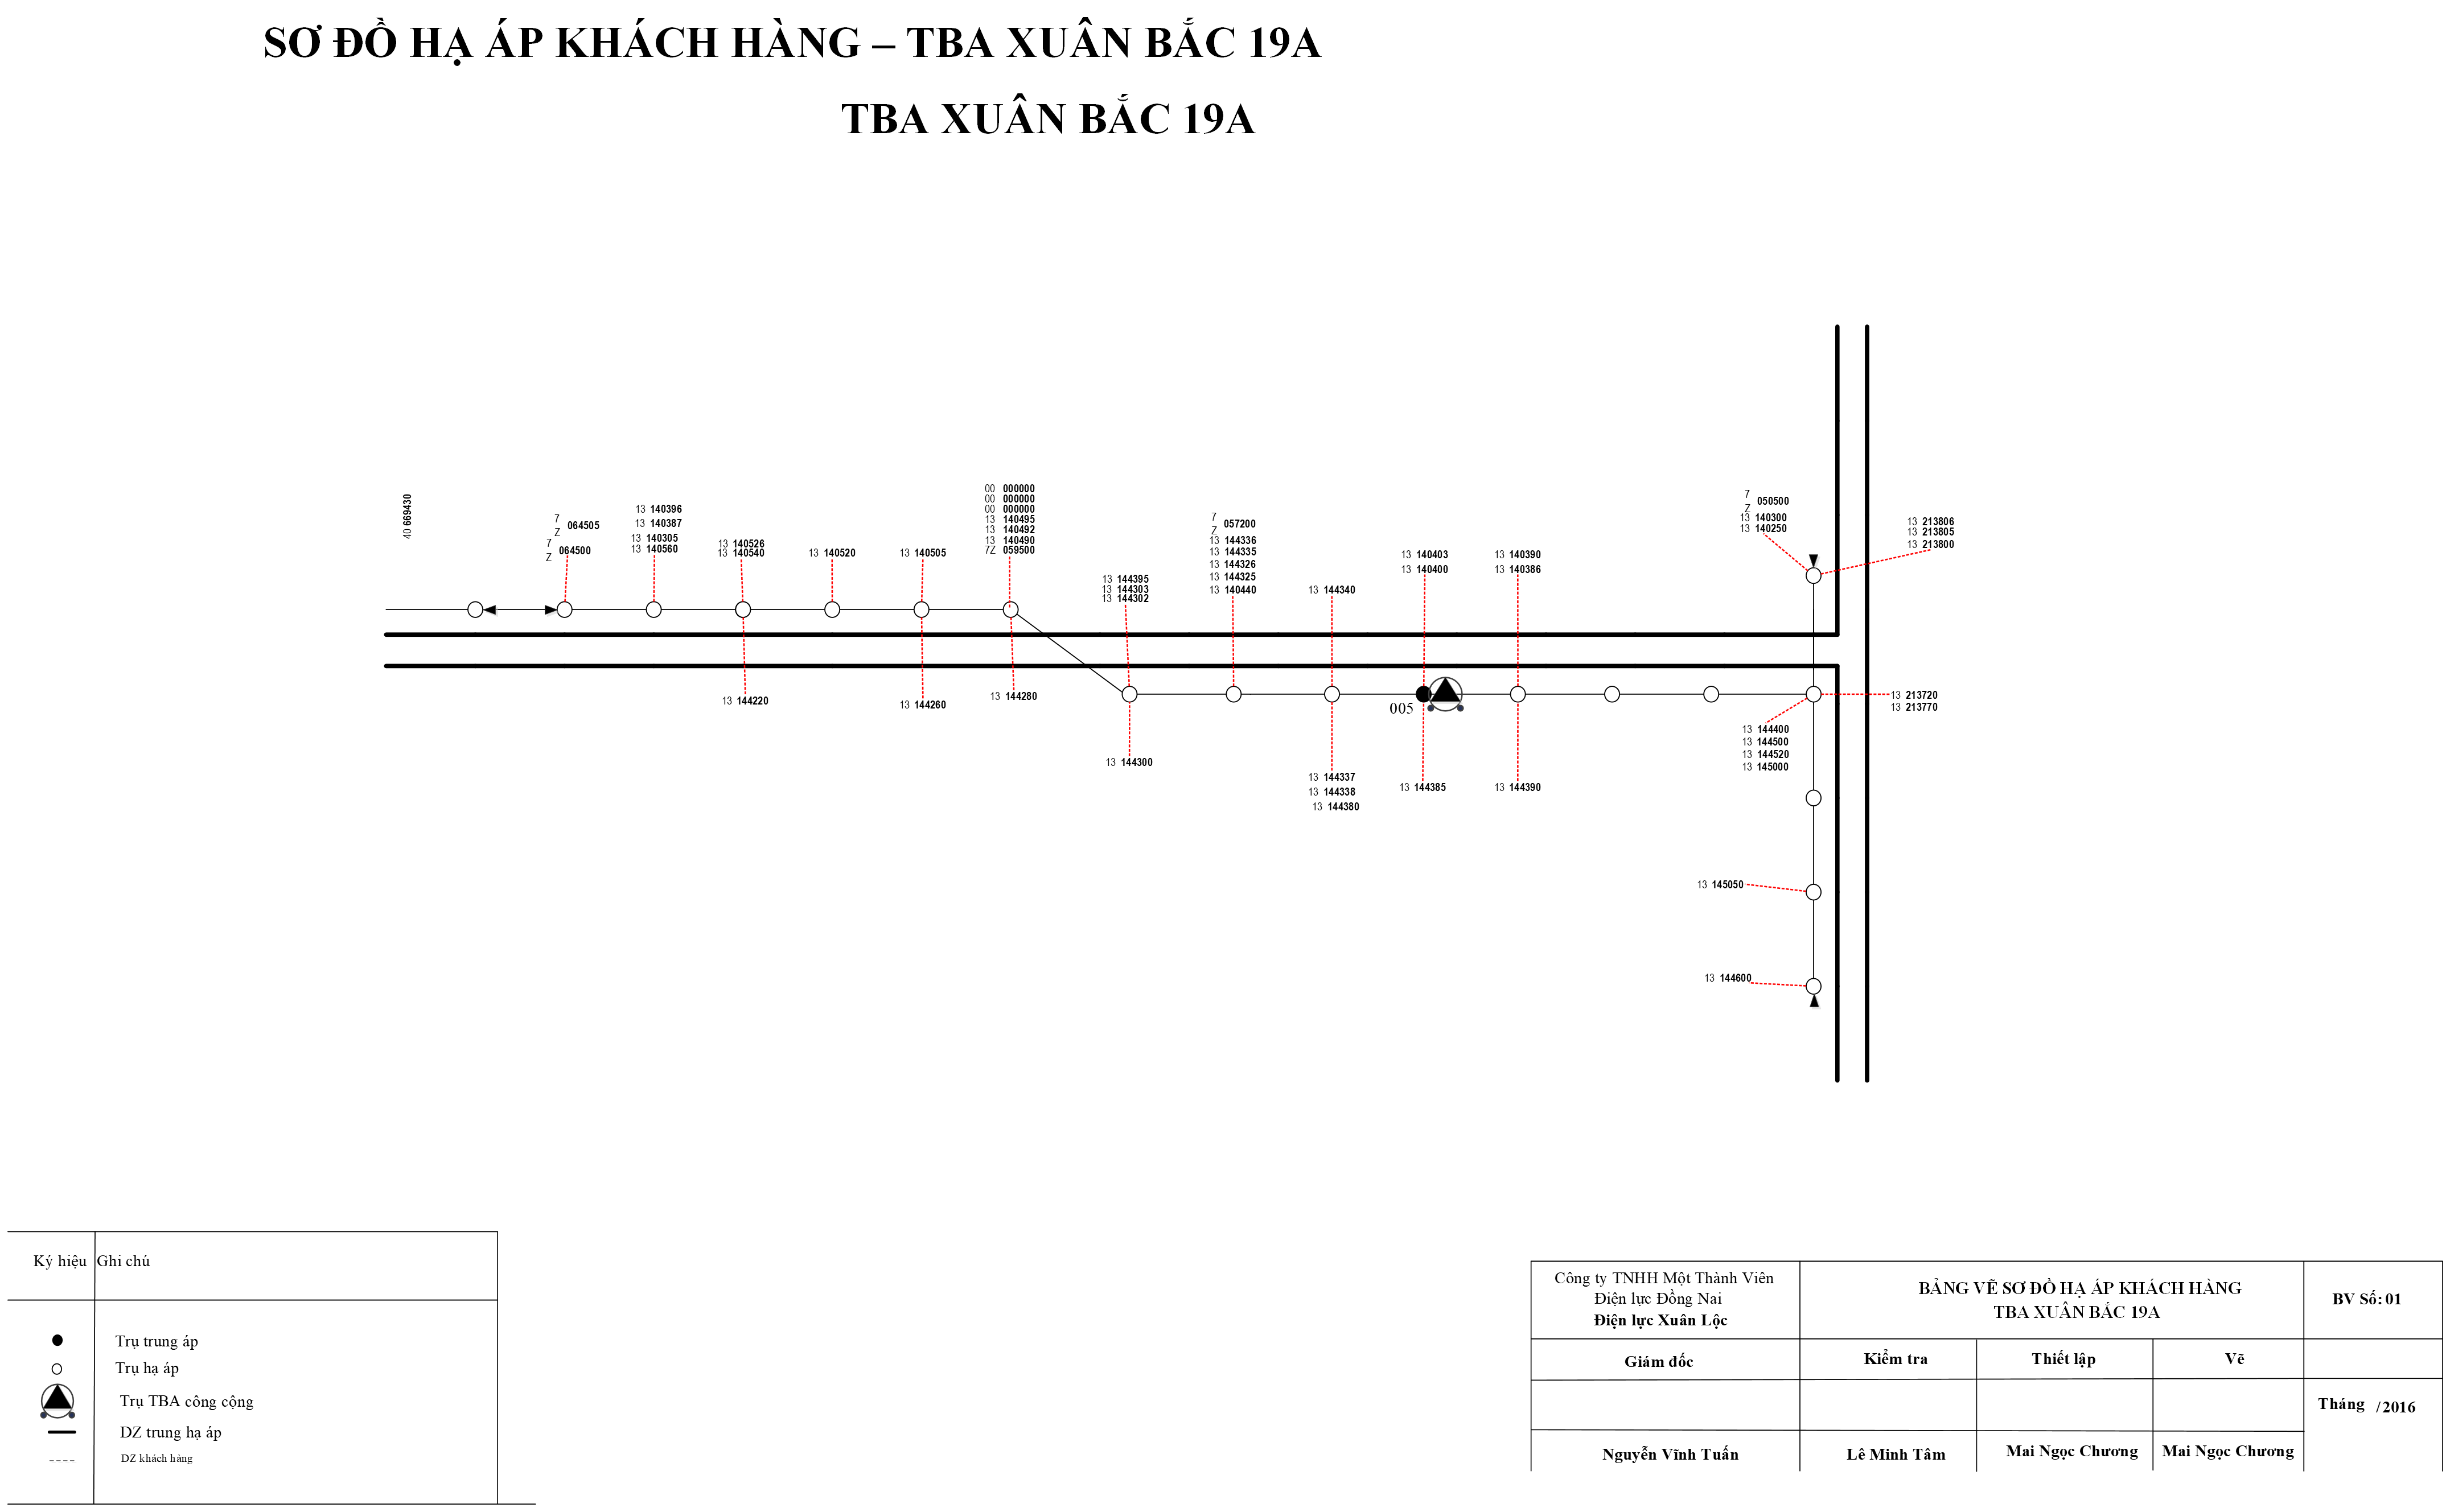 SƠ ĐỒ HẠ ÁP KHÁCH HÀNG – TBA XUÂN BẮC 19A
TBA XUÂN BẮC 19A
40 669430
7
Z 064505
7
Z 064500
13 140396
13 140387
13 140305
13 140560
13 140526
13 140540
13 140520
13 140505
00 000000
00 000000
00 000000
13 140495
13 140492
13 140490
7Z 059500
13 144395
13 144303
13 144302
7
Z 057200
13 144336
13 144335
13 144326
13 144325
13 140440
13 144340
13 140403
13 140400
13 140390
13 140386
7
Z 050500
13 140300
13 140250
13 213806
13 213805
13 213800
13 144220
13 144260
13 144280
13 144300
13 144337
13 144338
13 144380
005
13 144385
13 144390
13 213720
13 213770
13 144400
13 144500
13 144520
13 145000
13 145050
13 144600
Ký hiệu Ghi chú
Trụ trung áp
Trụ hạ áp
Trụ TBA công cộng
DZ trung hạ áp
DZ khách hàng
Công ty TNHH Một Thành Viên
Điện lực Đồng Nai
Điện lực Xuân Lộc
BẢNG VẼ SƠ ĐỒ HẠ ÁP KHÁCH HÀNG
TBA XUÂN BẮC 19A
BV Số: 01
Giám đốc
Kiểm tra
Thiết lập
Vẽ
Tháng /2016
Nguyễn Vĩnh Tuấn
Lê Minh Tâm
Mai Ngọc Chương
Mai Ngọc Chương